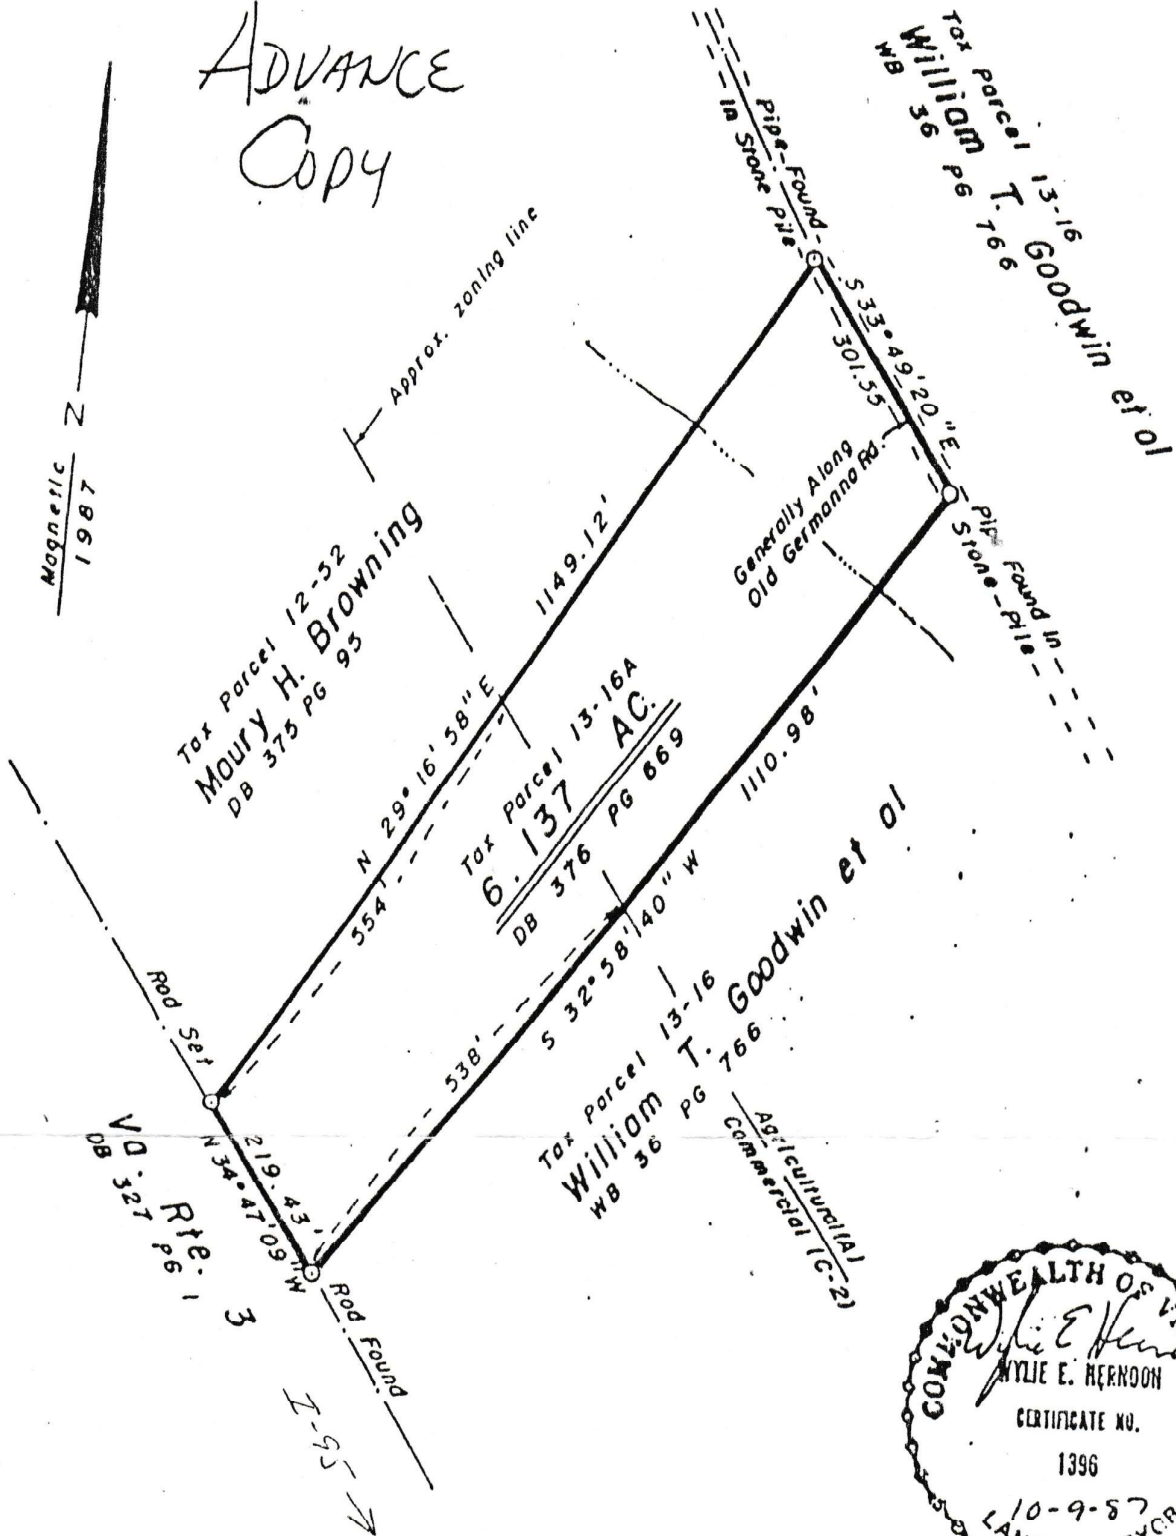 ADVANCE
COPY
Magnetic
1987
N
Approx. zoning line
Pipe-Found-
in Stone Pile
Tax Parcel 13-16
William T. Goodwin et al
WB 36 PG 766
S 33°49'20"E
301.55
Generally Along
Old Germanna Rd.
Pipe Found in
Stone-Pile
1149.12'
N 29°16'58"E
554'
Tax Parcel 12-52
Maury H. Browning
DB 375 PG 95
Tax Parcel 13-16A
6.137 AC.
DB 376 PG 669
1110.98'
S 32°58'40" W
538'
Tax Parcel 13-16
William T. Goodwin et al
WB 36 PG 766
Agricultural(A)
Commercial (C-2)
Rod Set
219.43'
N 34°47'09"W
Va. Rte. 3
DB 327 PG 1
Rod Found
I-95
COMMONWEALTH OF
Wylie E
WYLIE E. HERNDON
CERTIFICATE NO.
1396
10-9-87